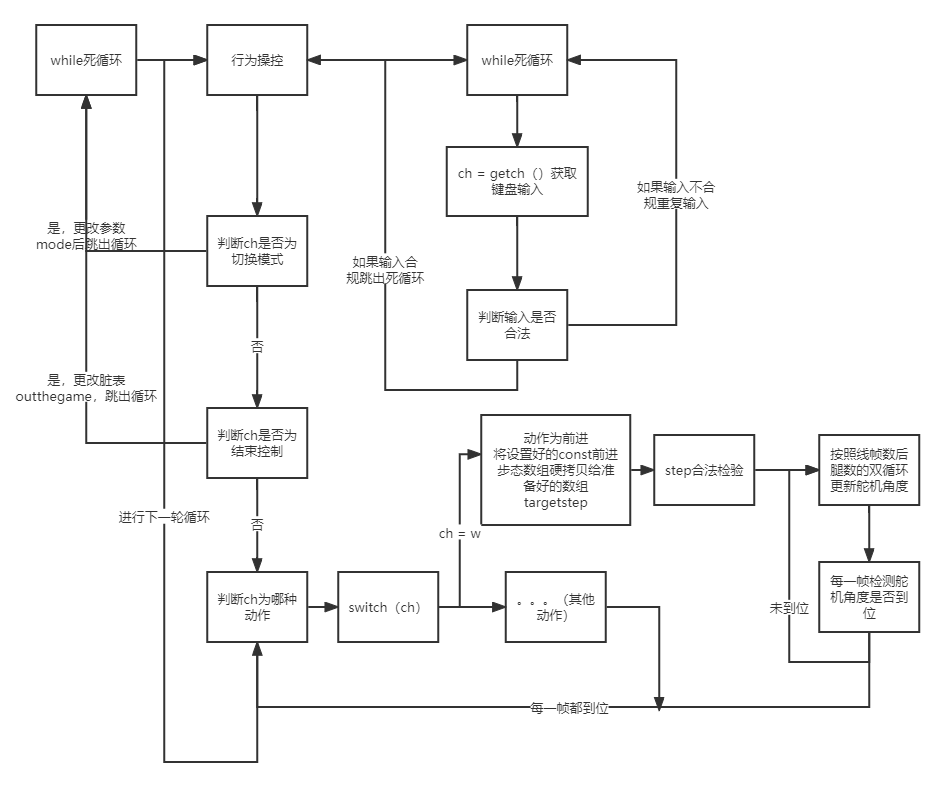 while死循环
行为操控
while死循环
ch = getch（）获取
键盘输入
如果输入不合
规重复输入
是，更改参数
mode后跳出循环
判断ch是否为
切换模式
如果输入合
规跳出死循环
判断输入是否
合法
否
是，更改脏表
outthegame，跳出循环
判断ch是否为
结束控制
动作为前进
将设置好的const前进
步态数组硬拷贝给准
备好的数组
targetstep
step合法检验
按照线帧数后
腿数的双循环
更新舵机角度
进行下一轮循环
否
ch = w
判断ch为哪种
动作
switch（ch）
。。。（其他
动作）
未到位
每一帧检测舵
机角度是否到
位
每一帧都到位